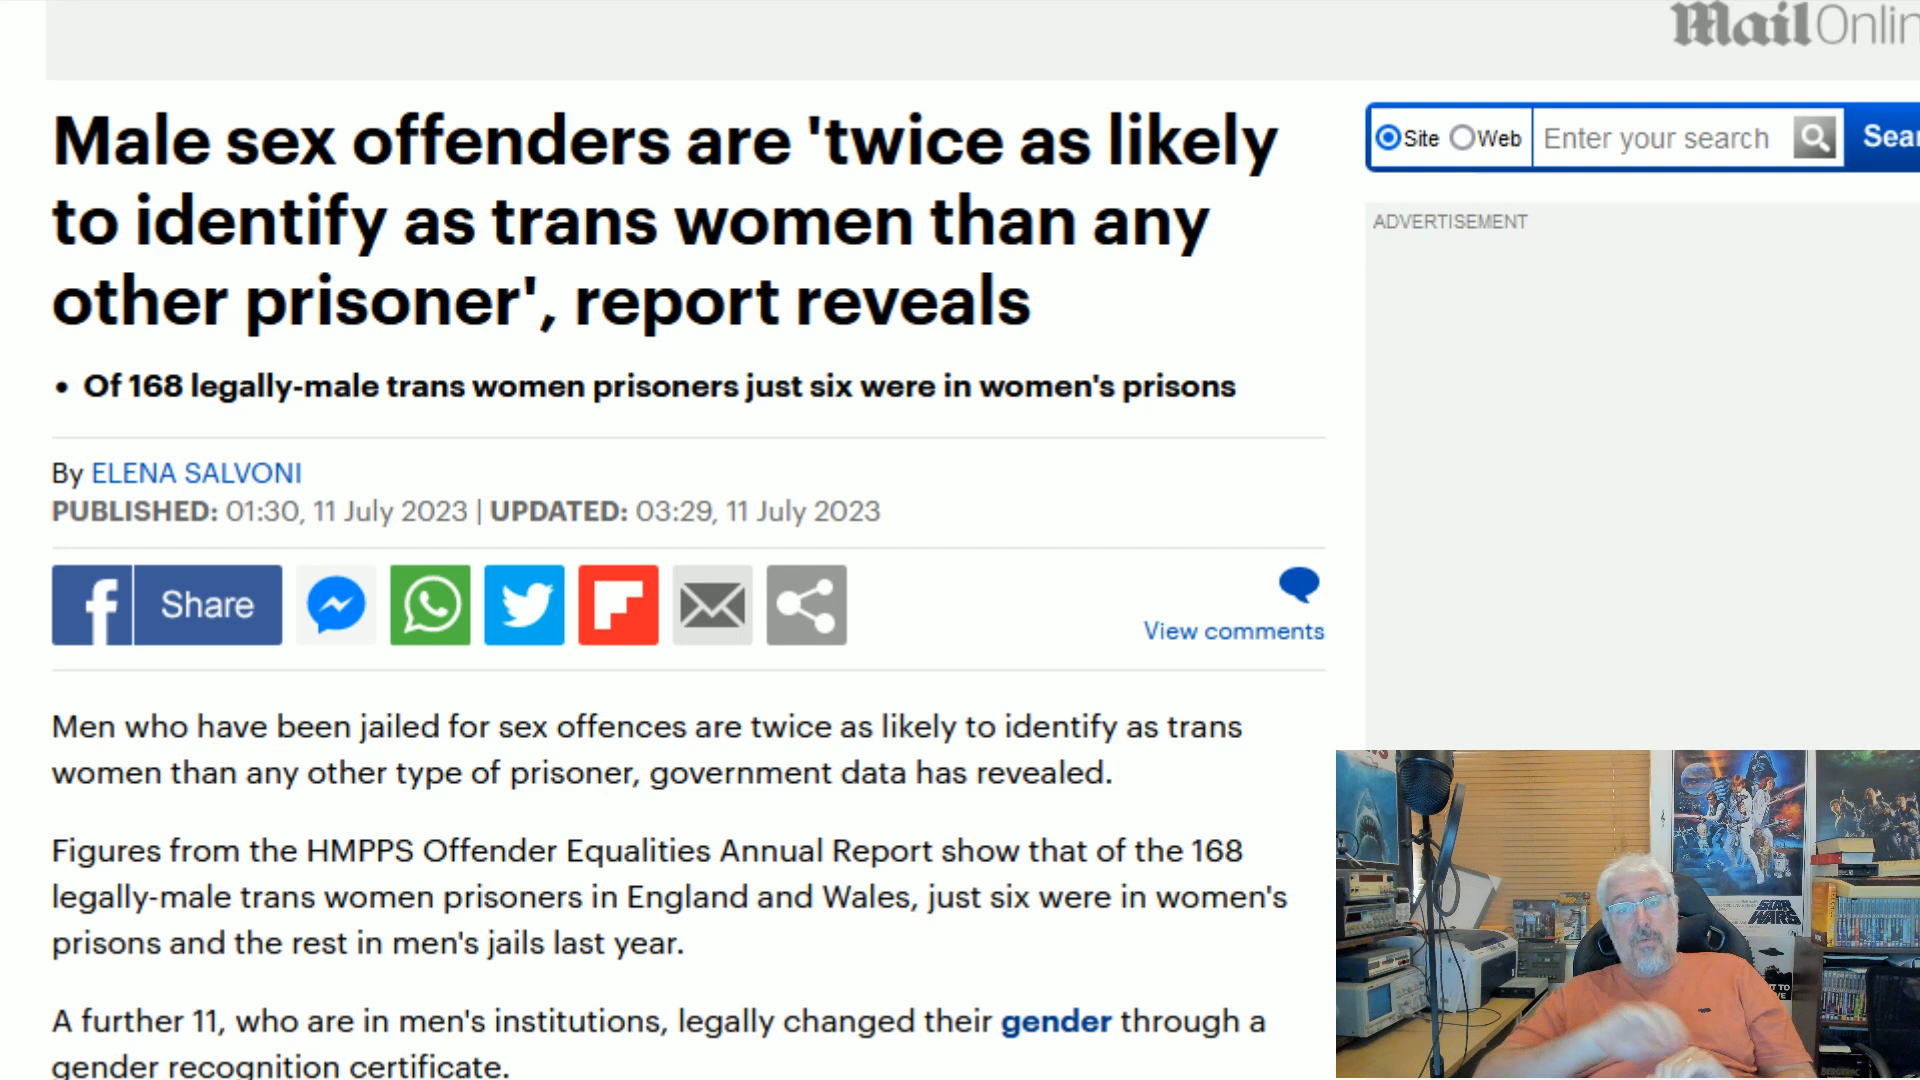 Mail Onlin
Male sex offenders are 'twice as likely
to identify as trans women than any
other prisoner', report reveals
• Of 168 legally-male trans women prisoners just six were in women's prisons
By ELENA SALVONI
PUBLISHED: 01:30, 11 July 2023 | UPDATED: 03:29, 11 July 2023
Share
View comments
Men who have been jailed for sex offences are twice as likely to identify as trans
women than any other type of prisoner, government data has revealed.
Figures from the HMPPS Offender Equalities Annual Report show that of the 168
legally-male trans women prisoners in England and Wales, just six were in women's
prisons and the rest in men's jails last year.
A further 11, who are in men's institutions, legally changed their gender through a
gender recognition certificate.
Site Web Enter your search Sear
ADVERTISEMENT
STAR
WARS